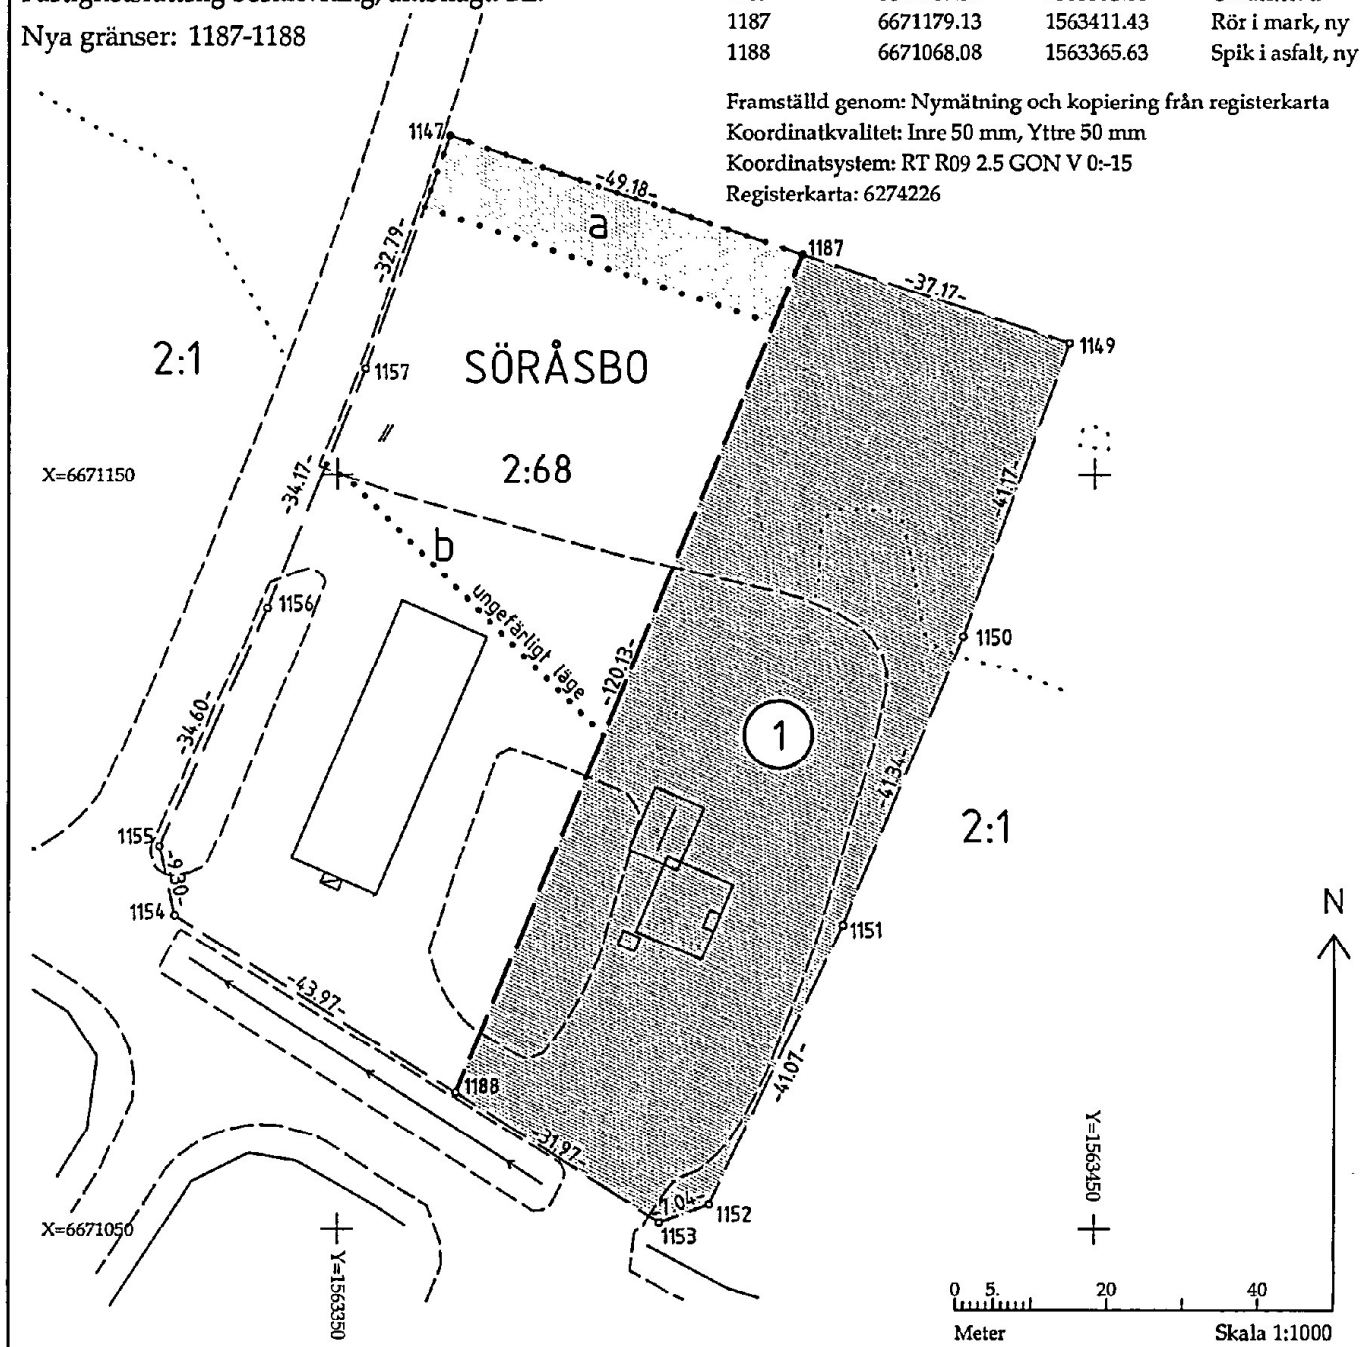 Nya gränser: 1187-1188
1187 6671179.13 1563411.43 Rör i mark, ny
1188 6671068.08 1563365.63 Spik i asfalt, ny
Framställd genom: Nymätning och kopiering från registerkarta
Koordinatkvalitet: Inre 50 mm, Yttre 50 mm
Koordinatsystem: RT R09 2.5 GON V 0:-15
Registerkarta: 6274226
1147
-49.18-
a
1187
-32.79-
-37.17-
1149
2:1
1157
SÖRÅSBO
X=6671150
-34.17-
2:68
-41.17-
b
ungefärligt läge
1156
1150
-120.13-
-34.60-
1
-41.34-
1155
2:1
-9.30-
1154
1151
N
-43.97-
1188
-41.07-
-31.97-
Y=1563450
1152
1153
X=6671050
Y=1563350
0 5. 20 40
Meter Skala 1:1000